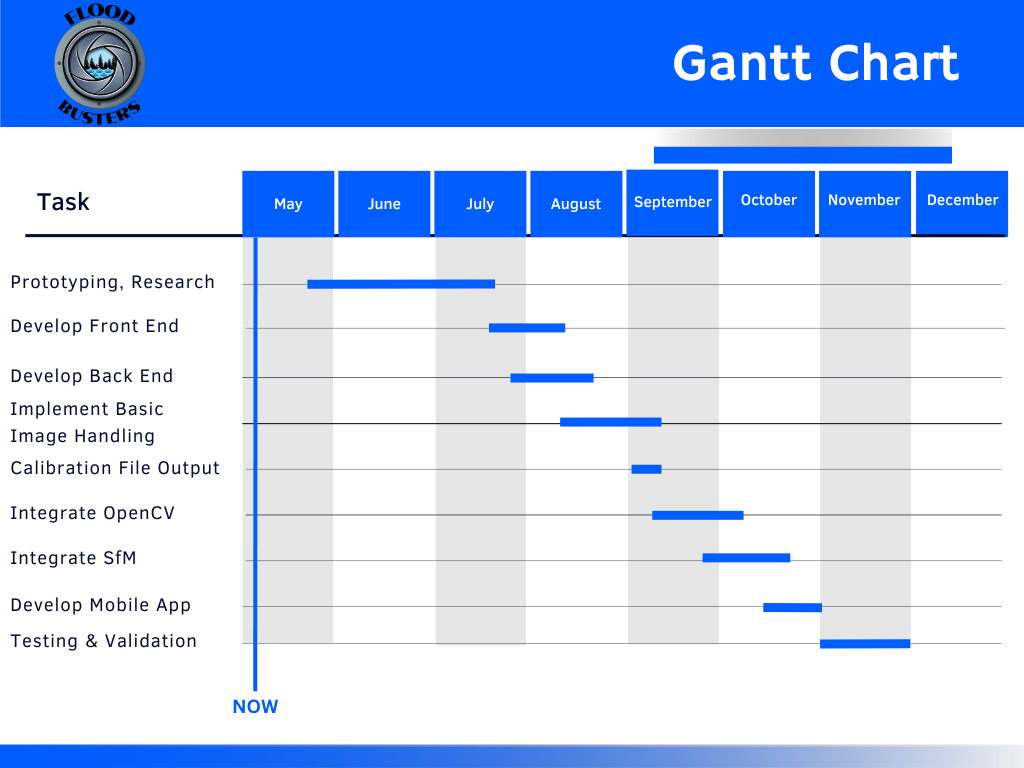 FLOOD
BUSTERS
Gantt Chart
Task
May
June
July
August
September
October
November
December
Prototyping, Research
Develop Front End
Develop Back End
Implement Basic
Image Handling
Calibration File Output
Integrate OpenCV
Integrate SfM
Develop Mobile App
Testing & Validation
NOW